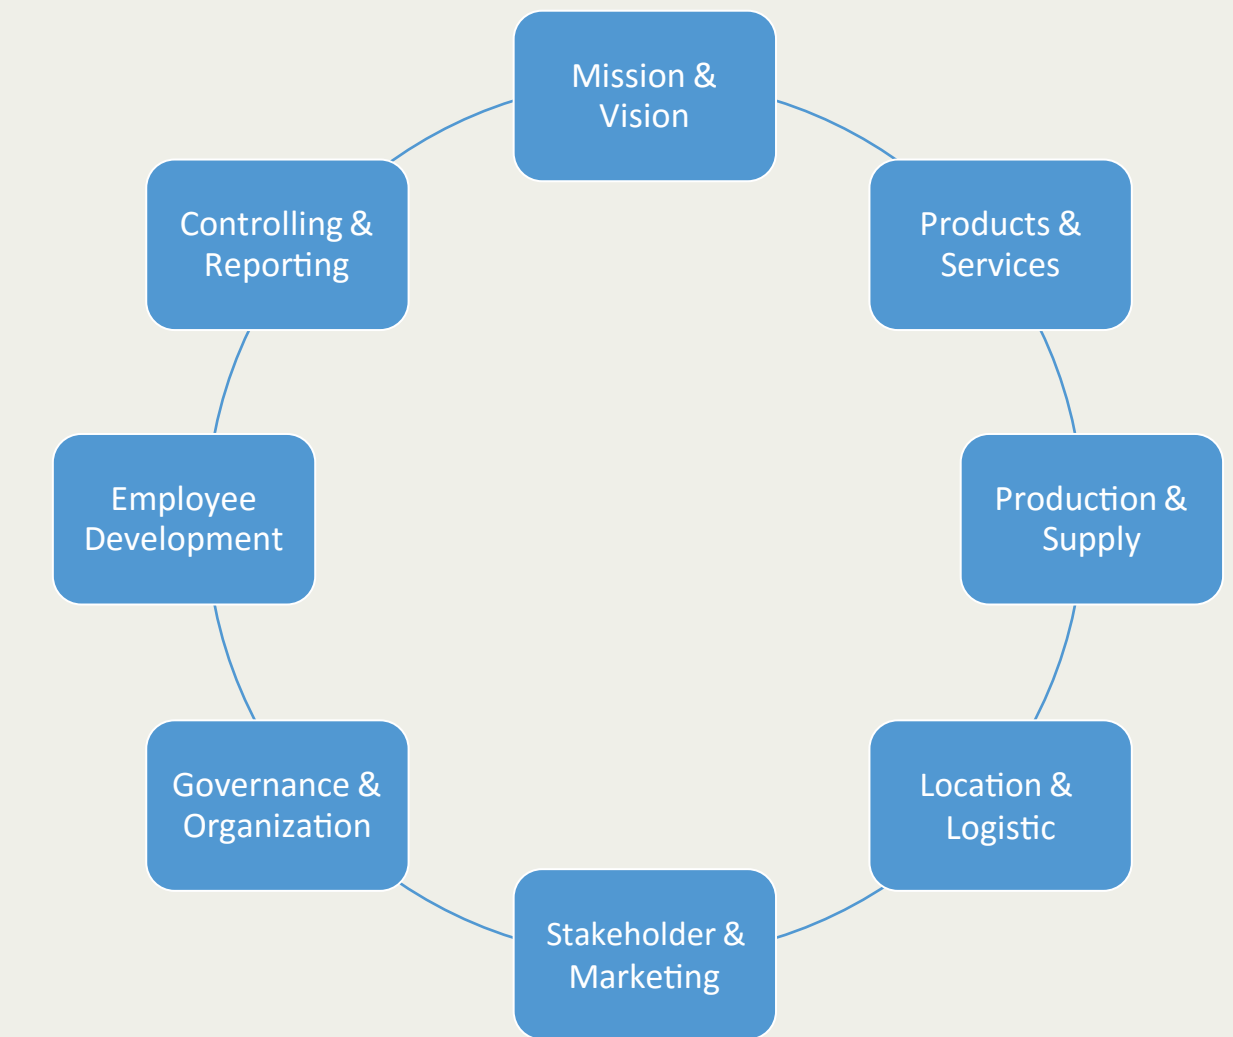 Mission &
Vision
Products &
Services
Production &
Supply
Location &
Logistic
Stakeholder &
Marketing
Governance &
Organization
Employee
Development
Controlling &
Reporting